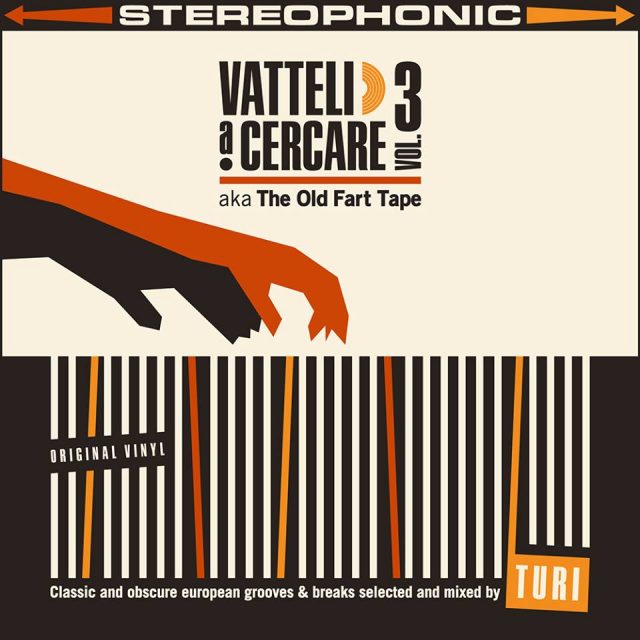 STEREOPHONIC
VATTELI
a CERCARE
VOL. 3
aka The Old Fart Tape
ORIGINAL VINYL
Classic and obscure european grooves & breaks selected and mixed by
TURI